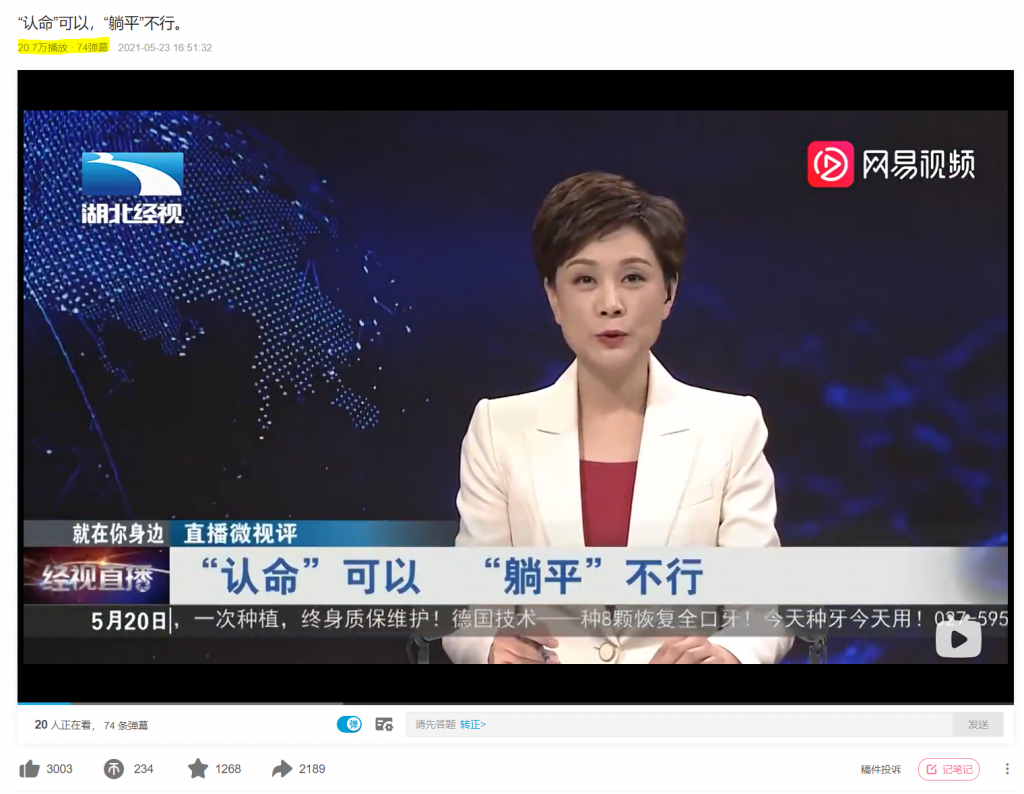 “认命”可以，“躺平”不行。
20.7万播放 · 74弹幕 2021-05-23 16:51:32
湖北经视
网易视频
就在你身边 直播微视评
经视直播 “认命”可以 “躺平”不行
5月20日 ，一次种植，终身质保维护！德国技术——种8颗恢复全口牙！今天种牙今天用！027-595
20 人正在看， 74 条弹幕 弹 请先答题 转正> 发送
3003 234 1268 2189 稿件投诉 记笔记